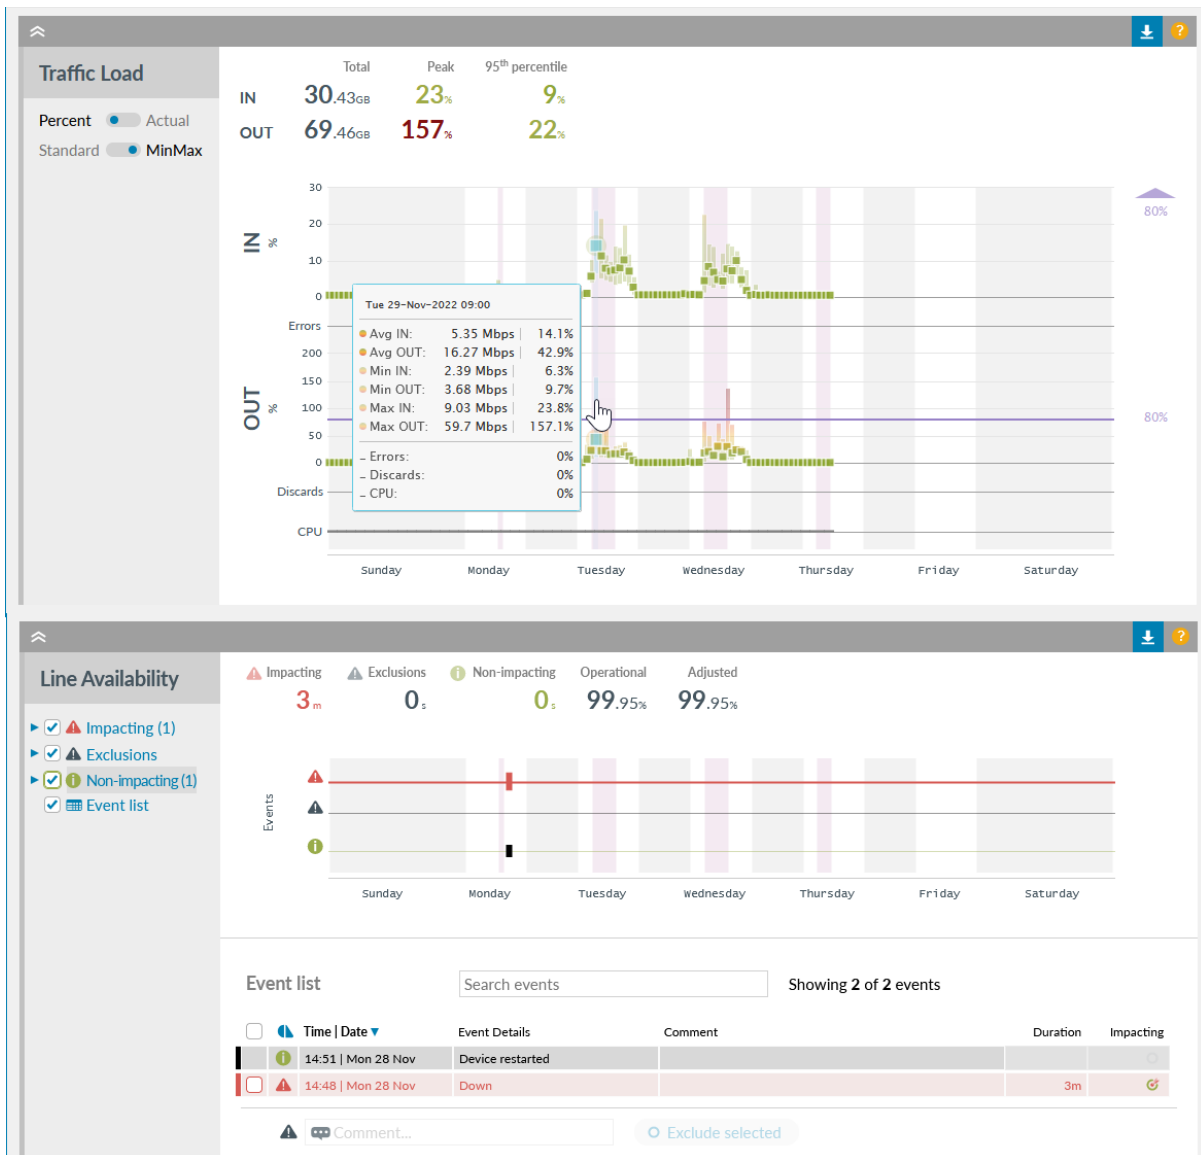 Traffic Load
Percent Actual
Standard MinMax
Total Peak 95th percentile
IN 30.43GB 23% 9%
OUT 69.46GB 157% 22%
30
20
10
0
IN %
Errors
200
150
100
50
0
OUT %
Discards
CPU
80%
80%
Tue 29-Nov-2022 09:00
Avg IN: 5.35 Mbps | 14.1%
Avg OUT: 16.27 Mbps | 42.9%
Min IN: 2.39 Mbps | 6.3%
Min OUT: 3.68 Mbps | 9.7%
Max IN: 9.03 Mbps | 23.8%
Max OUT: 59.7 Mbps | 157.1%
Errors: 0%
Discards: 0%
CPU: 0%
Sunday Monday Tuesday Wednesday Thursday Friday Saturday
Line Availability
Impacting (1)
Exclusions
Non-impacting (1)
Event list
Impacting Exclusions Non-impacting Operational Adjusted
3m 0s 0s 99.95% 99.95%
Events
Sunday Monday Tuesday Wednesday Thursday Friday Saturday
Event list Search events Showing 2 of 2 events
Time | Date Event Details Comment Duration Impacting
14:51 | Mon 28 Nov Device restarted
14:48 | Mon 28 Nov Down 3m
Comment... Exclude selected